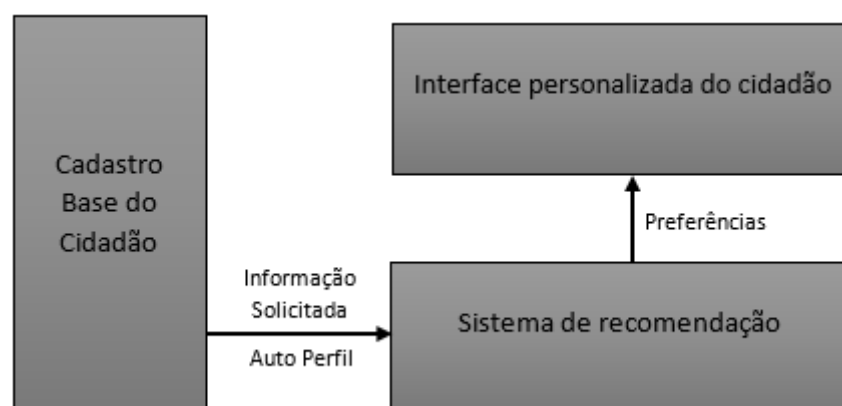 Cadastro
Base do
Cidadão
Informação
Solicitada
Auto Perfil
Interface personalizada do cidadão
Preferências
Sistema de recomendação